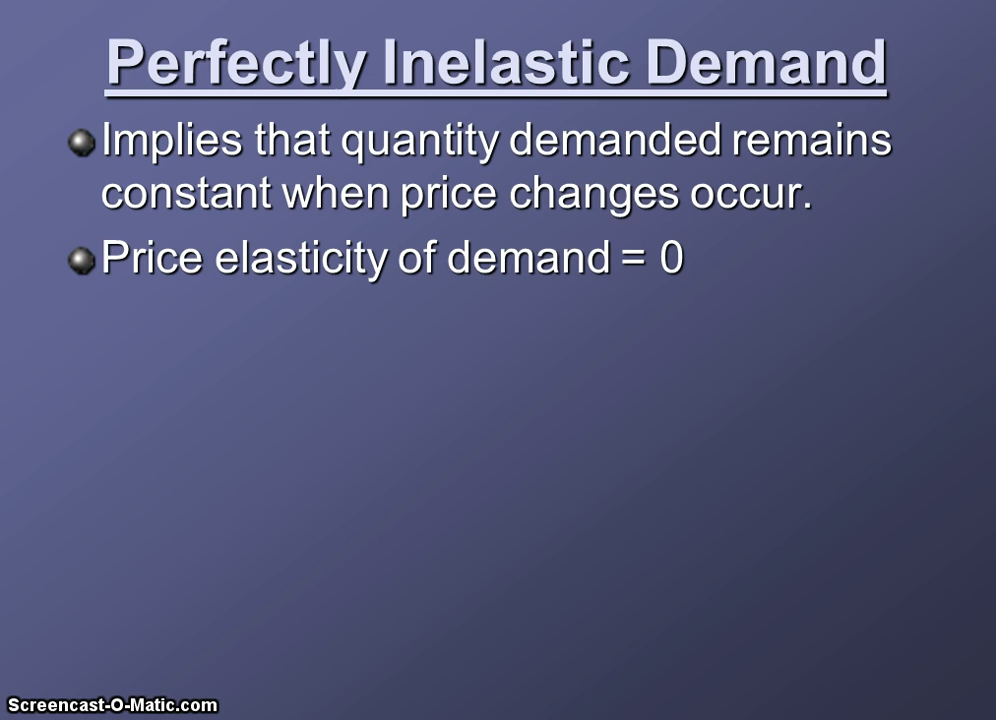 Perfectly Inelastic Demand
Implies that quantity demanded remains
constant when price changes occur.
Price elasticity of demand = 0
Screencast-O-Matic.com